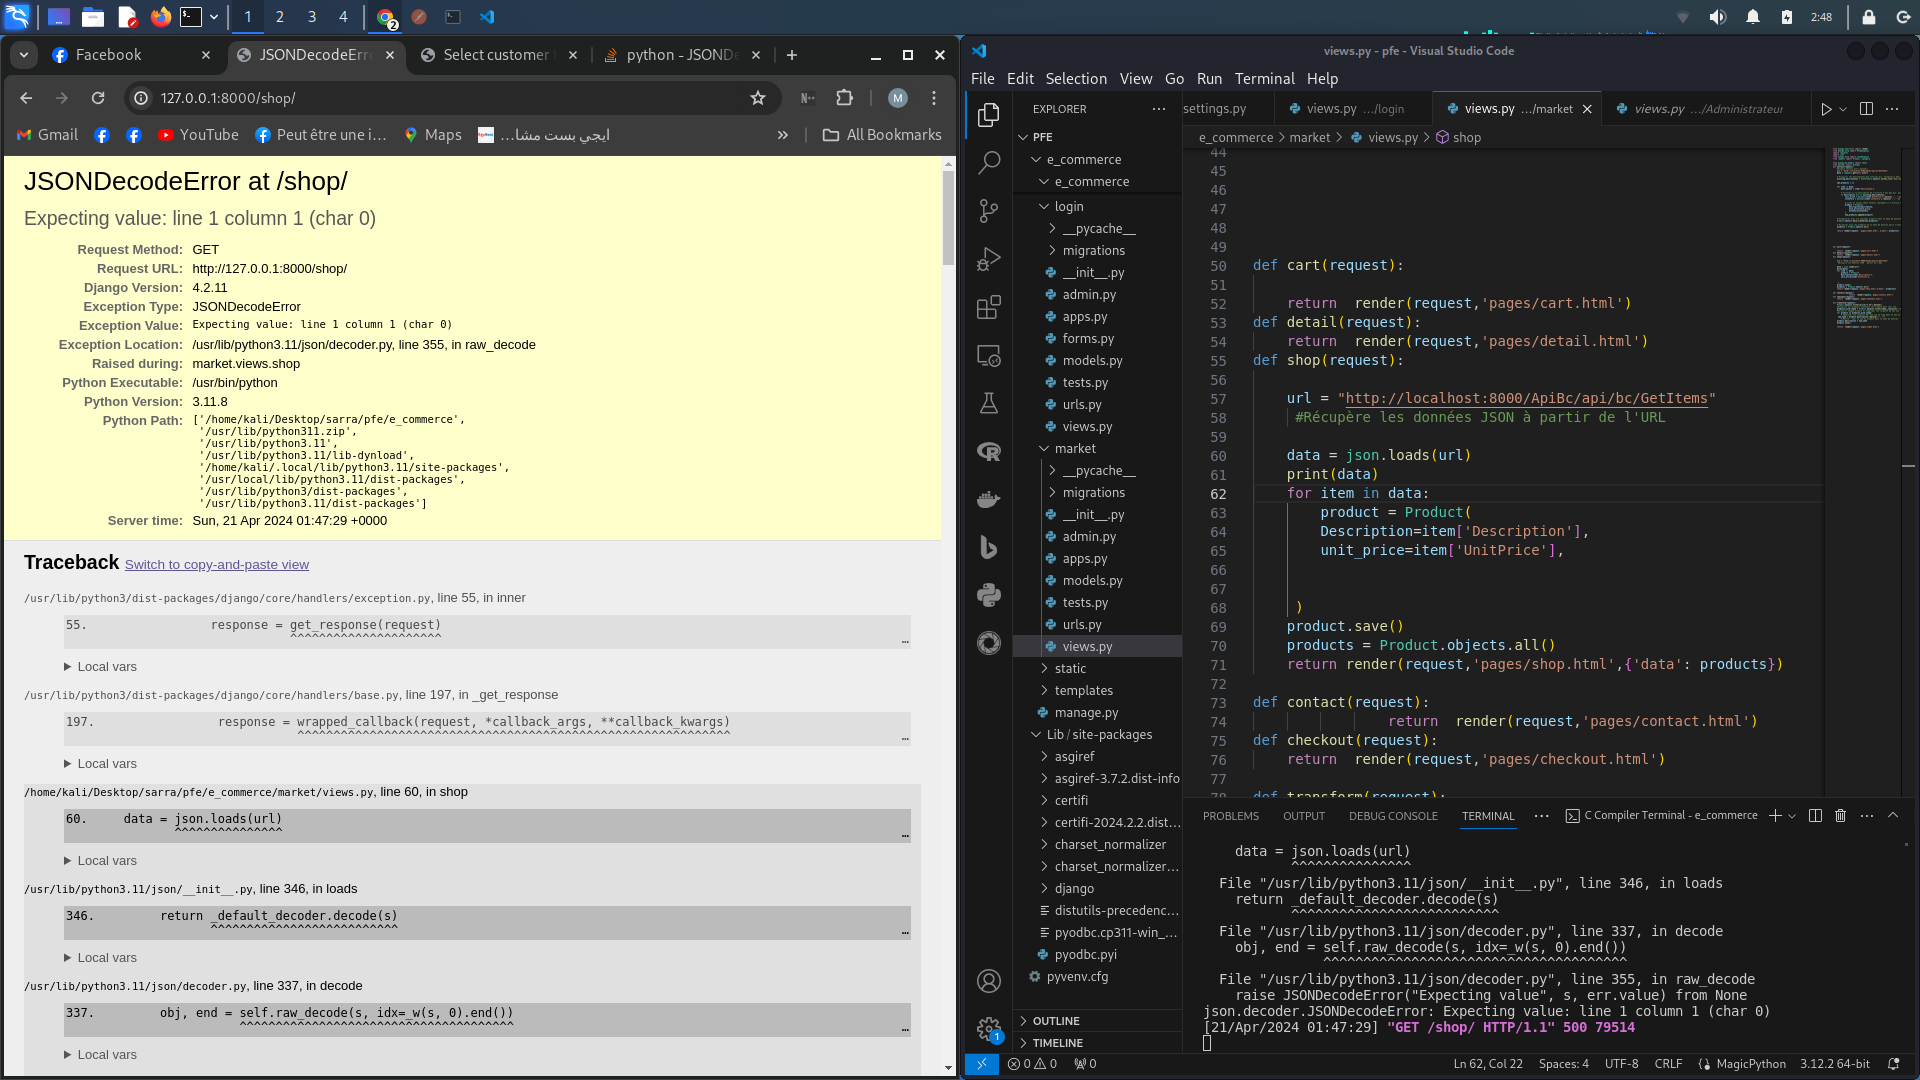 1 2 3 4
2
2:48
Facebook
JSONDecodeErr
Select customer
python - JSOND
127.0.0.1:8000/shop/
M
Gmail
YouTube
Peut être une i…
Maps
ايجي بست مشا…
»
All Bookmarks
JSONDecodeError at /shop/
Expecting value: line 1 column 1 (char 0)
Request Method: GET
Request URL: http://127.0.0.1:8000/shop/
Django Version: 4.2.11
Exception Type: JSONDecodeError
Exception Value: Expecting value: line 1 column 1 (char 0)
Exception Location: /usr/lib/python3.11/json/decoder.py, line 355, in raw_decode
Raised during: market.views.shop
Python Executable: /usr/bin/python
Python Version: 3.11.8
Python Path: ['/home/kali/Desktop/sarra/pfe/e_commerce',
'/usr/lib/python311.zip',
'/usr/lib/python3.11',
'/usr/lib/python3.11/lib-dynload',
'/home/kali/.local/lib/python3.11/site-packages',
'/usr/local/lib/python3.11/dist-packages',
'/usr/lib/python3/dist-packages',
'/usr/lib/python3.11/dist-packages']
Server time: Sun, 21 Apr 2024 01:47:29 +0000
Traceback Switch to copy-and-paste view
/usr/lib/python3/dist-packages/django/core/handlers/exception.py, line 55, in inner
55. response = get_response(request)
^^^^^^^^^^^^^^^^^^^^^
…
Local vars
/usr/lib/python3/dist-packages/django/core/handlers/base.py, line 197, in _get_response
197. response = wrapped_callback(request, *callback_args, **callback_kwargs)
^^^^^^^^^^^^^^^^^^^^^^^^^^^^^^^^^^^^^^^^^^^^^^^^^^^^^^^^^^^^
…
Local vars
/home/kali/Desktop/sarra/pfe/e_commerce/market/views.py, line 60, in shop
60. data = json.loads(url)
^^^^^^^^^^^^^^^
…
Local vars
/usr/lib/python3.11/json/__init__.py, line 346, in loads
346. return _default_decoder.decode(s)
^^^^^^^^^^^^^^^^^^^^^^^^^^
…
Local vars
/usr/lib/python3.11/json/decoder.py, line 337, in decode
337. obj, end = self.raw_decode(s, idx=_w(s, 0).end())
^^^^^^^^^^^^^^^^^^^^^^^^^^^^^^^^^^^^^^
…
Local vars
views.py - pfe - Visual Studio Code
File Edit Selection View Go Run Terminal Help
EXPLORER ···
PFE
e_commerce
e_commerce
login
__pycache__
migrations
__init__.py
admin.py
apps.py
forms.py
models.py
tests.py
urls.py
views.py
market
__pycache__
migrations
__init__.py
admin.py
apps.py
models.py
tests.py
urls.py
views.py
static
templates
manage.py
Lib / site-packages
asgiref
asgiref-3.7.2.dist-info
certifi
certifi-2024.2.2.dist…
charset_normalizer
charset_normalizer…
django
distutils-precedenc…
pyodbc.cp311-win_…
pyodbc.pyi
pyvenv.cfg
OUTLINE
TIMELINE
1
settings.py
views.py …/login
views.py …/market
views.py …/Administrateur
e_commerce > market > views.py > shop
44
45
46
47
48
49
50 def cart(request):
51
52 return render(request,'pages/cart.html')
53 def detail(request):
54 return render(request,'pages/detail.html')
55 def shop(request):
56
57 url = "http://localhost:8000/ApiBc/api/bc/GetItems"
58 #Récupère les données JSON à partir de l'URL
59
60 data = json.loads(url)
61 print(data)
62 for item in data:
63 product = Product(
64 Description=item['Description'],
65 unit_price=item['UnitPrice'],
66
67
68 )
69 product.save()
70 products = Product.objects.all()
71 return render(request,'pages/shop.html',{'data': products})
72
73 def contact(request):
74 return render(request,'pages/contact.html')
75 def checkout(request):
76 return render(request,'pages/checkout.html')
77
78 def transform(request):
PROBLEMS OUTPUT DEBUG CONSOLE TERMINAL ··· C Compiler Terminal - e_commerce
data = json.loads(url)
^^^^^^^^^^^^^^^
File "/usr/lib/python3.11/json/__init__.py", line 346, in loads
return _default_decoder.decode(s)
^^^^^^^^^^^^^^^^^^^^^^^^^^
File "/usr/lib/python3.11/json/decoder.py", line 337, in decode
obj, end = self.raw_decode(s, idx=_w(s, 0).end())
^^^^^^^^^^^^^^^^^^^^^^^^^^^^^^^^^^^^^^
File "/usr/lib/python3.11/json/decoder.py", line 355, in raw_decode
raise JSONDecodeError("Expecting value", s, err.value) from None
json.decoder.JSONDecodeError: Expecting value: line 1 column 1 (char 0)
[21/Apr/2024 01:47:29] "GET /shop/ HTTP/1.1" 500 79514
0 0 0
Ln 62, Col 22 Spaces: 4 UTF-8 CRLF MagicPython 3.12.2 64-bit